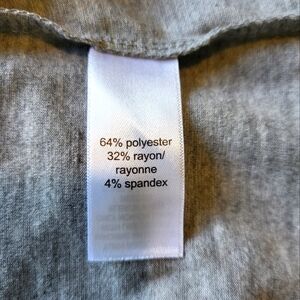 64% polyester
32% rayon/
rayonne
4% spandex